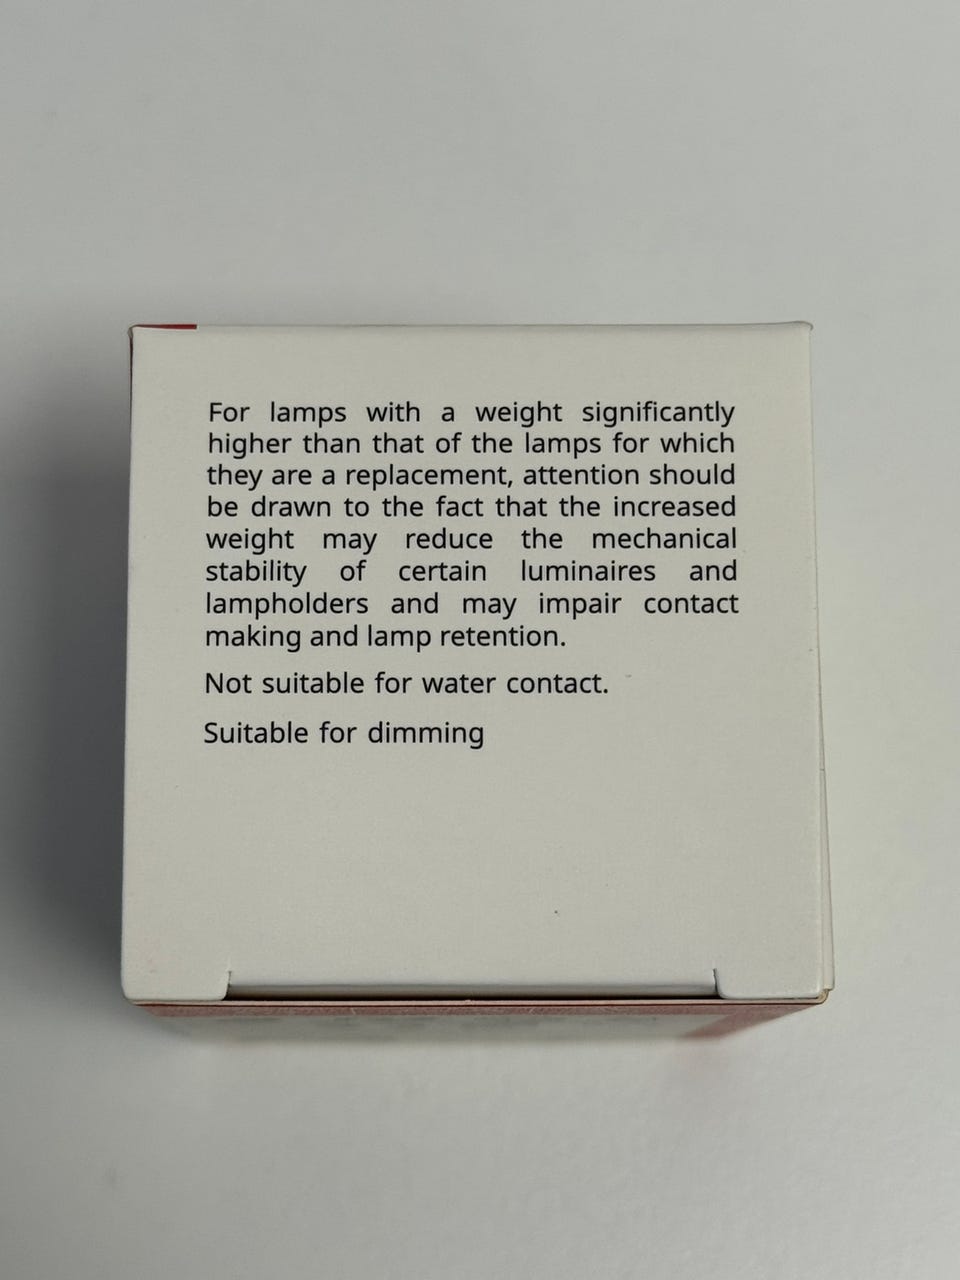 For lamps with a weight significantly
higher than that of the lamps for which
they are a replacement, attention should
be drawn to the fact that the increased
weight may reduce the mechanical
stability of certain luminaires and
lampholders and may impair contact
making and lamp retention.
Not suitable for water contact.
Suitable for dimming